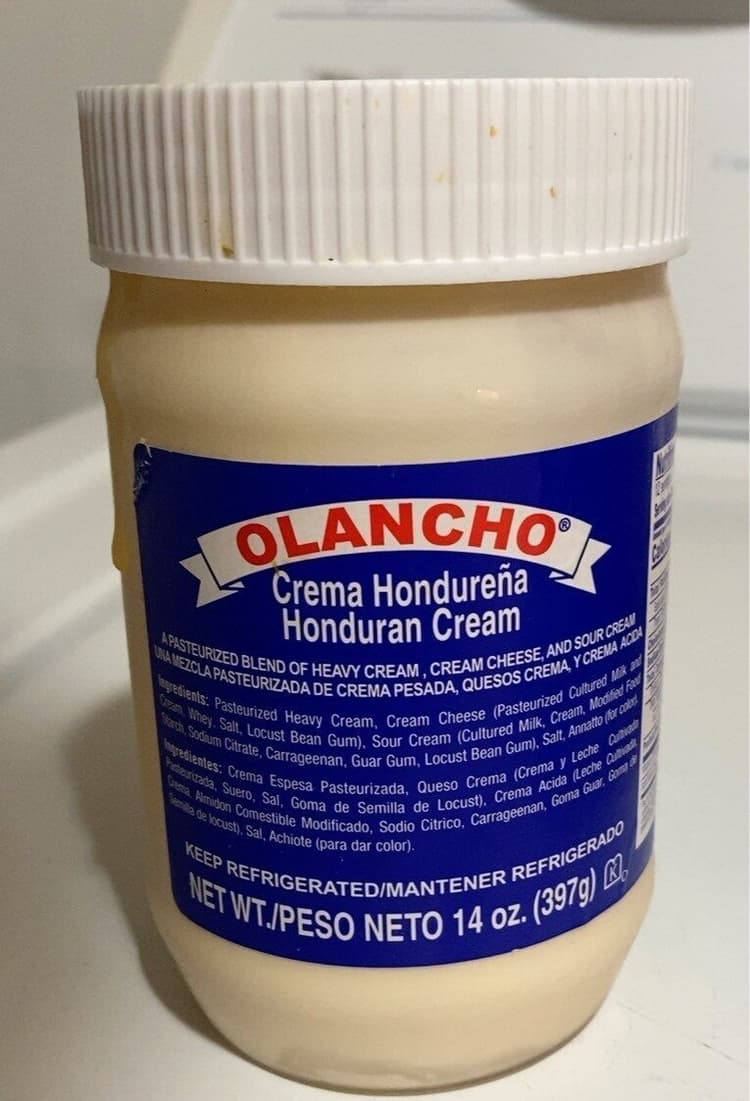 OLANCHO®
Crema Hondureña
Honduran Cream
A PASTEURIZED BLEND OF HEAVY CREAM, CREAM CHEESE, AND SOUR CREAM
UNA MEZCLA PASTEURIZADA DE CREMA PESADA, QUESOS CREMA, Y CREMA ACIDA
Ingredients: Pasteurized Heavy Cream, Cream Cheese (Pasteurized Cultured Milk and
Cream, Whey, Salt, Locust Bean Gum), Sour Cream (Cultured Milk, Cream, Modified Food
Starch, Sodium Citrate, Carrageenan, Guar Gum, Locust Bean Gum), Salt, Annatto (for color).
Ingredientes: Crema Espesa Pasteurizada, Queso Crema (Crema y Leche Cultivada
Pasteurizada, Suero, Sal, Goma de Semilla de Locust), Crema Acida (Leche Cultivada,
Crema, Almidon Comestible Modificado, Sodio Citrico, Carrageenan, Goma Guar, Goma de
Semilla de locust), Sal, Achiote (para dar color).
KEEP REFRIGERATED/MANTENER REFRIGERADO
NET WT./PESO NETO 14 oz. (397g)
K